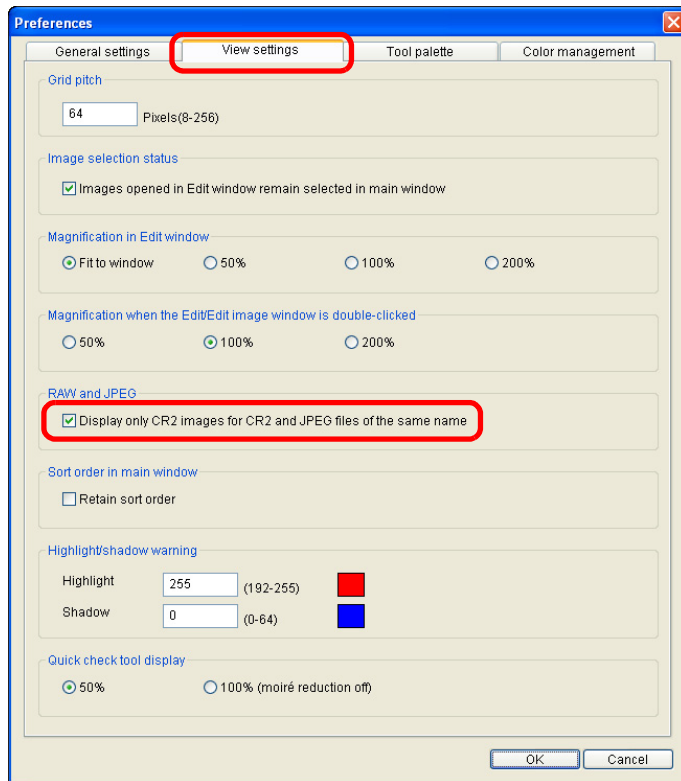 Preferences
General settings View settings Tool palette Color management
Grid pitch
64 Pixels(8-256)
Image selection status
Images opened in Edit window remain selected in main window
Magnification in Edit window
Fit to window 50% 100% 200%
Magnification when the Edit/Edit image window is double-clicked
50% 100% 200%
RAW and JPEG
Display only CR2 images for CR2 and JPEG files of the same name
Sort order in main window
Retain sort order
Highlight/shadow warning
Highlight 255 (192-255)
Shadow 0 (0-64)
Quick check tool display
50% 100% (moiré reduction off)
OK Cancel